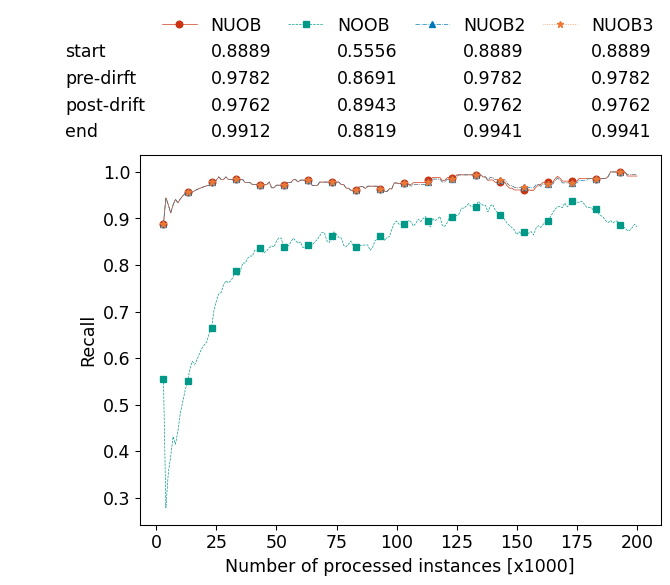 NUOB NOOB NUOB2 NUOB3
start 0.8889 0.5556 0.8889 0.8889
pre-dirft 0.9782 0.8691 0.9782 0.9782
post-drift 0.9762 0.8943 0.9762 0.9762
end 0.9912 0.8819 0.9941 0.9941
1.0
0.9
0.8
0.7
0.6
0.5
0.4
0.3
Recall
0 25 50 75 100 125 150 175 200
Number of processed instances [x1000]